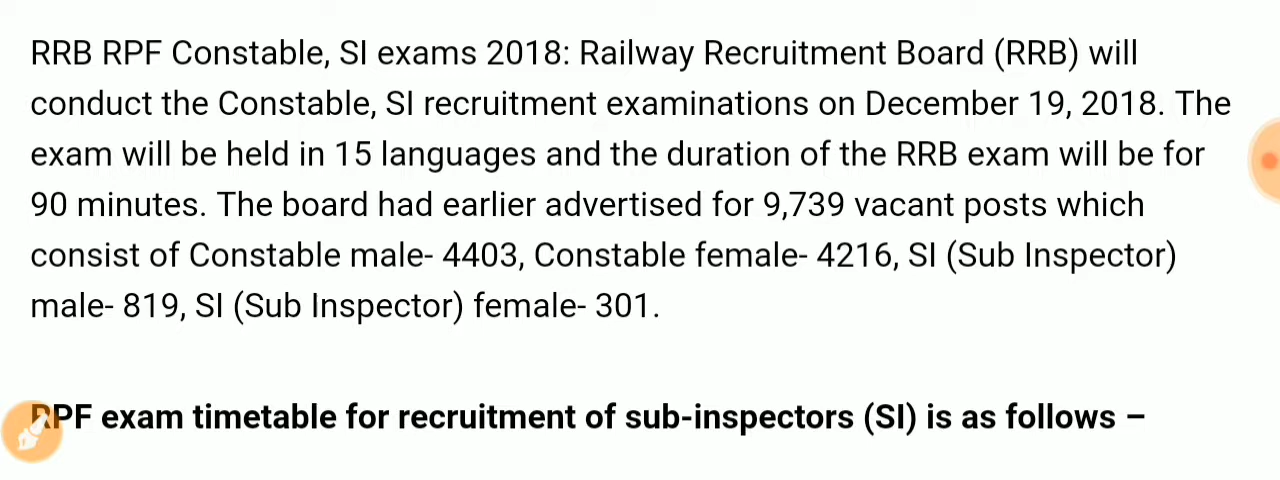 RRB RPF Constable, SI exams 2018: Railway Recruitment Board (RRB) will
conduct the Constable, SI recruitment examinations on December 19, 2018. The
exam will be held in 15 languages and the duration of the RRB exam will be for
90 minutes. The board had earlier advertised for 9,739 vacant posts which
consist of Constable male- 4403, Constable female- 4216, SI (Sub Inspector)
male- 819, SI (Sub Inspector) female- 301.
RPF exam timetable for recruitment of sub-inspectors (SI) is as follows –